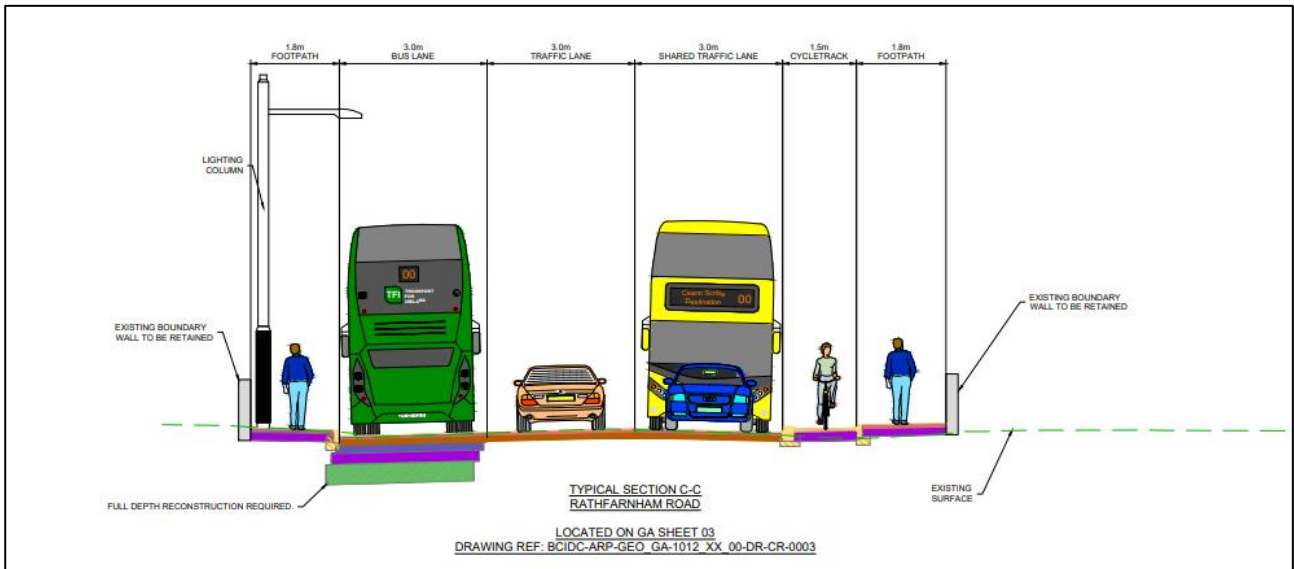 1.8m
FOOTPATH
3.0m
BUS LANE
3.0m
TRAFFIC LANE
3.0m
SHARED TRAFFIC LANE
1.5m
CYCLETRACK
1.8m
FOOTPATH
LIGHTING
COLUMN
00
TFI TRANSPORT
FOR
00
EXISTING BOUNDARY
WALL TO BE RETAINED
EXISTING BOUNDARY
WALL TO BE RETAINED
FULL DEPTH RECONSTRUCTION REQUIRED.
EXISTING
SURFACE
TYPICAL SECTION C-C
RATHFARNHAM ROAD
LOCATED ON GA SHEET 03
DRAWING REF: BCIDC-ARP-GEO_GA-1012_XX_00-DR-CR-0003